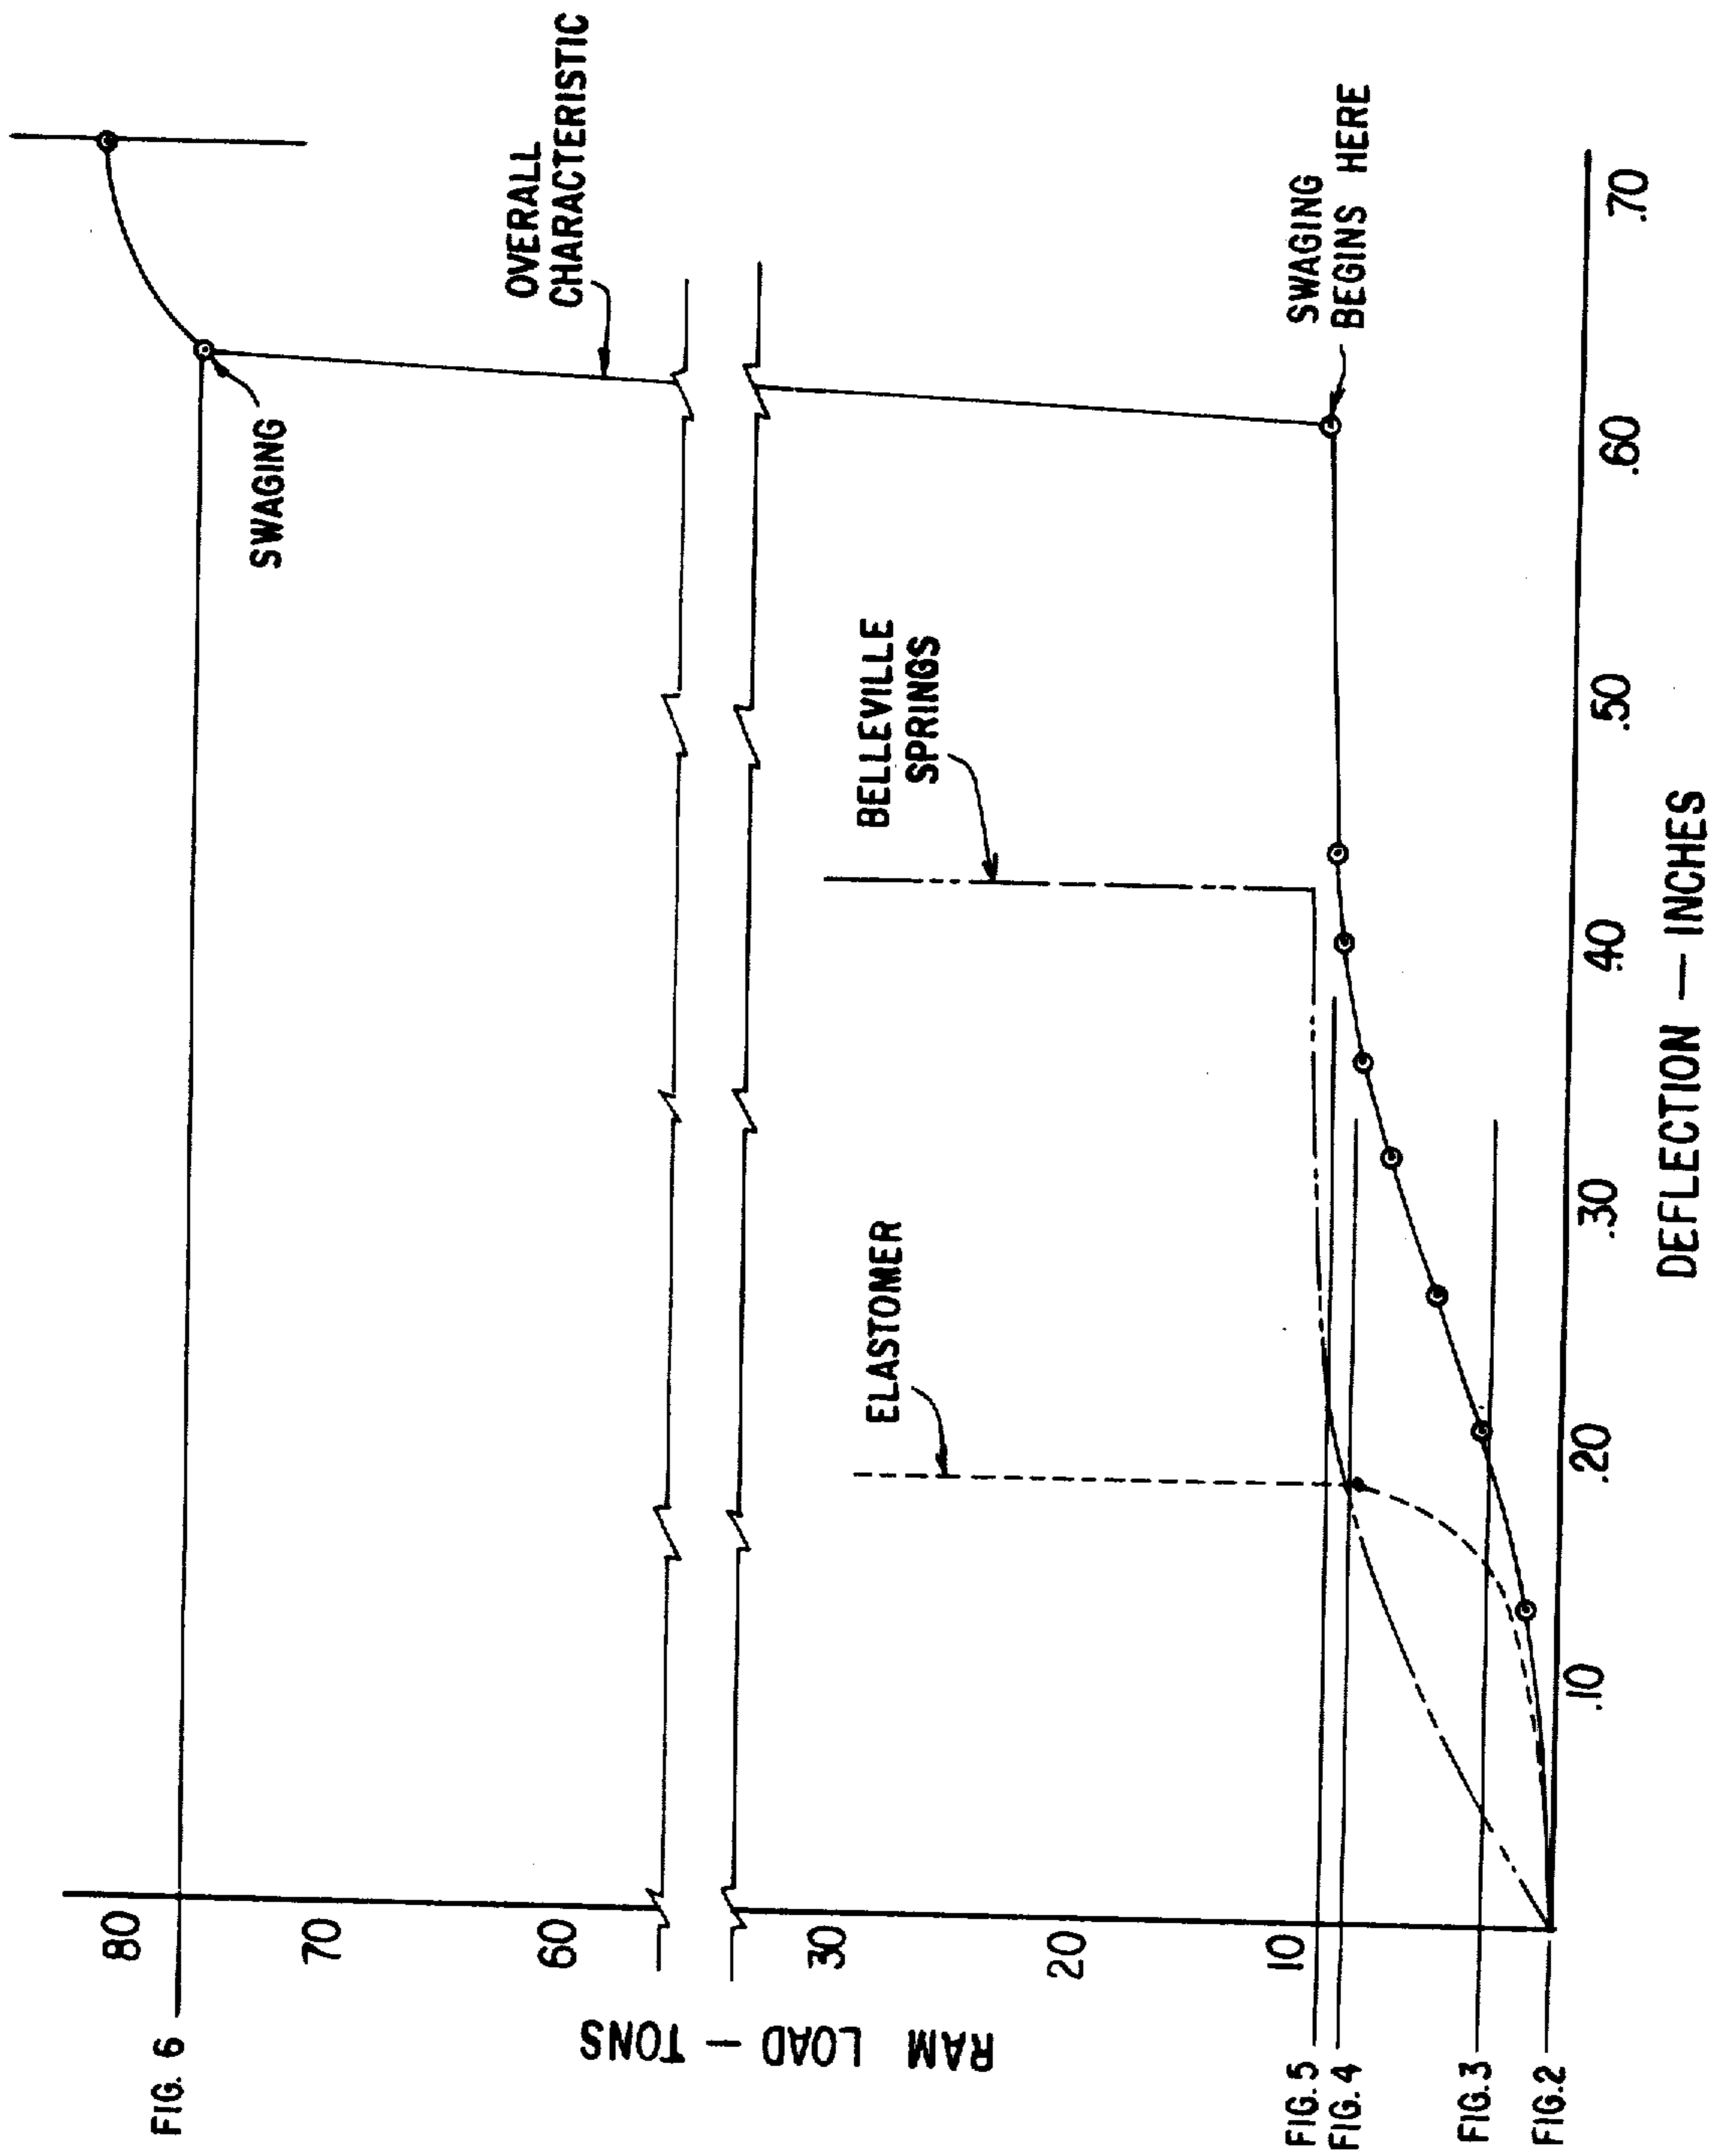 FIG. 6
80
70
60
30
20
10
RAM LOAD — TONS
FIG. 5
FIG. 4
FIG. 3
FIG. 2
OVERALL
CHARACTERISTIC
SWAGING
BELLEVILLE
SPRINGS
ELASTOMER
SWAGING
BEGINS HERE
.10
.20
.30
.40
.50
.60
.70
DEFLECTION — INCHES